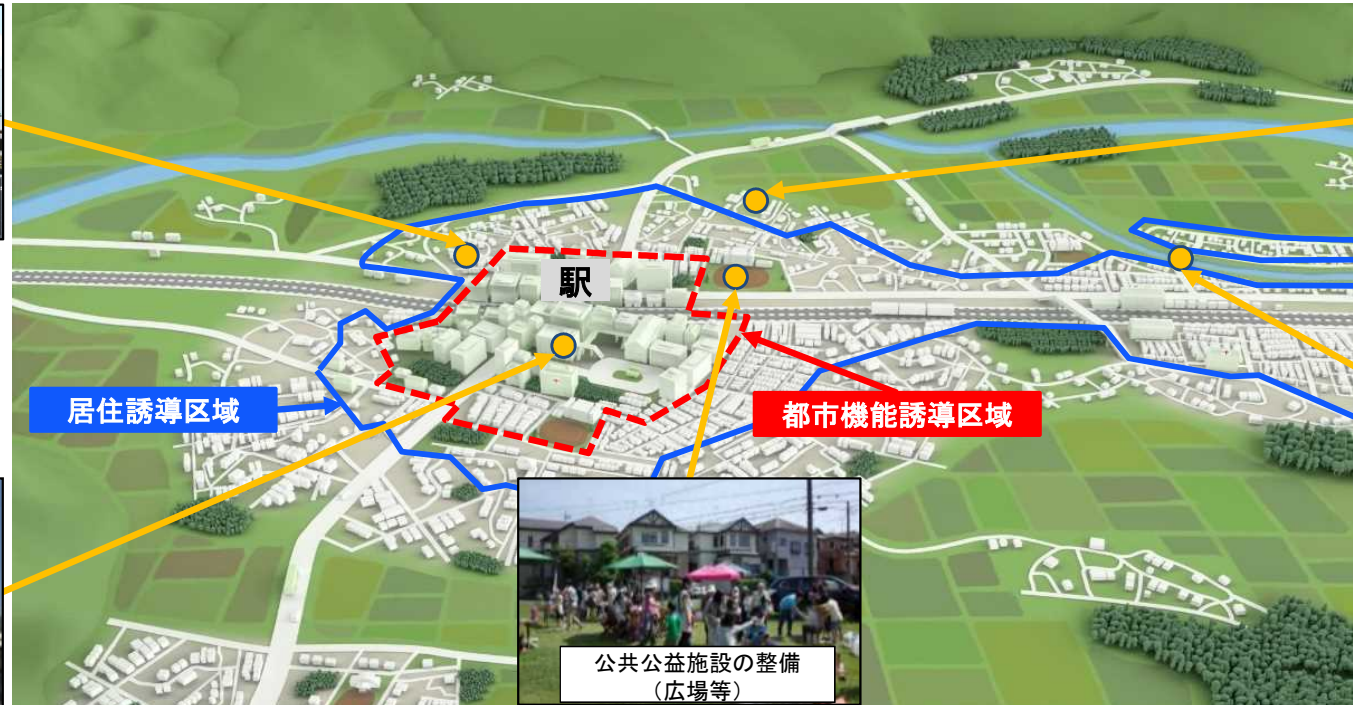 駅
居住誘導区域
都市機能誘導区域
公共公益施設の整備
（広場等）